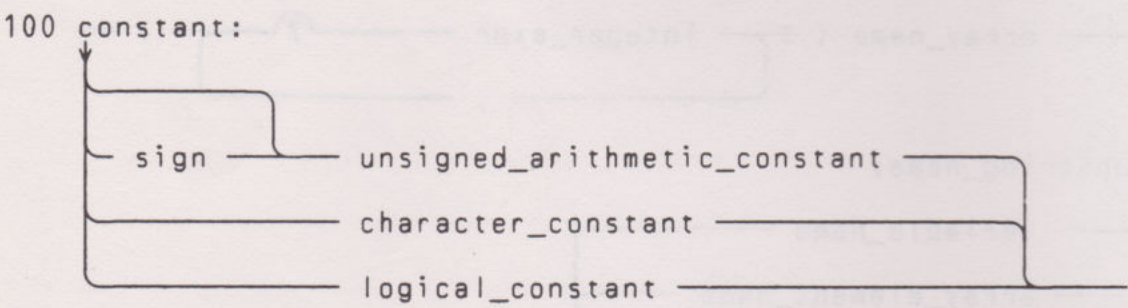 100 constant:
sign unsigned_arithmetic_constant
character_constant
logical_constant